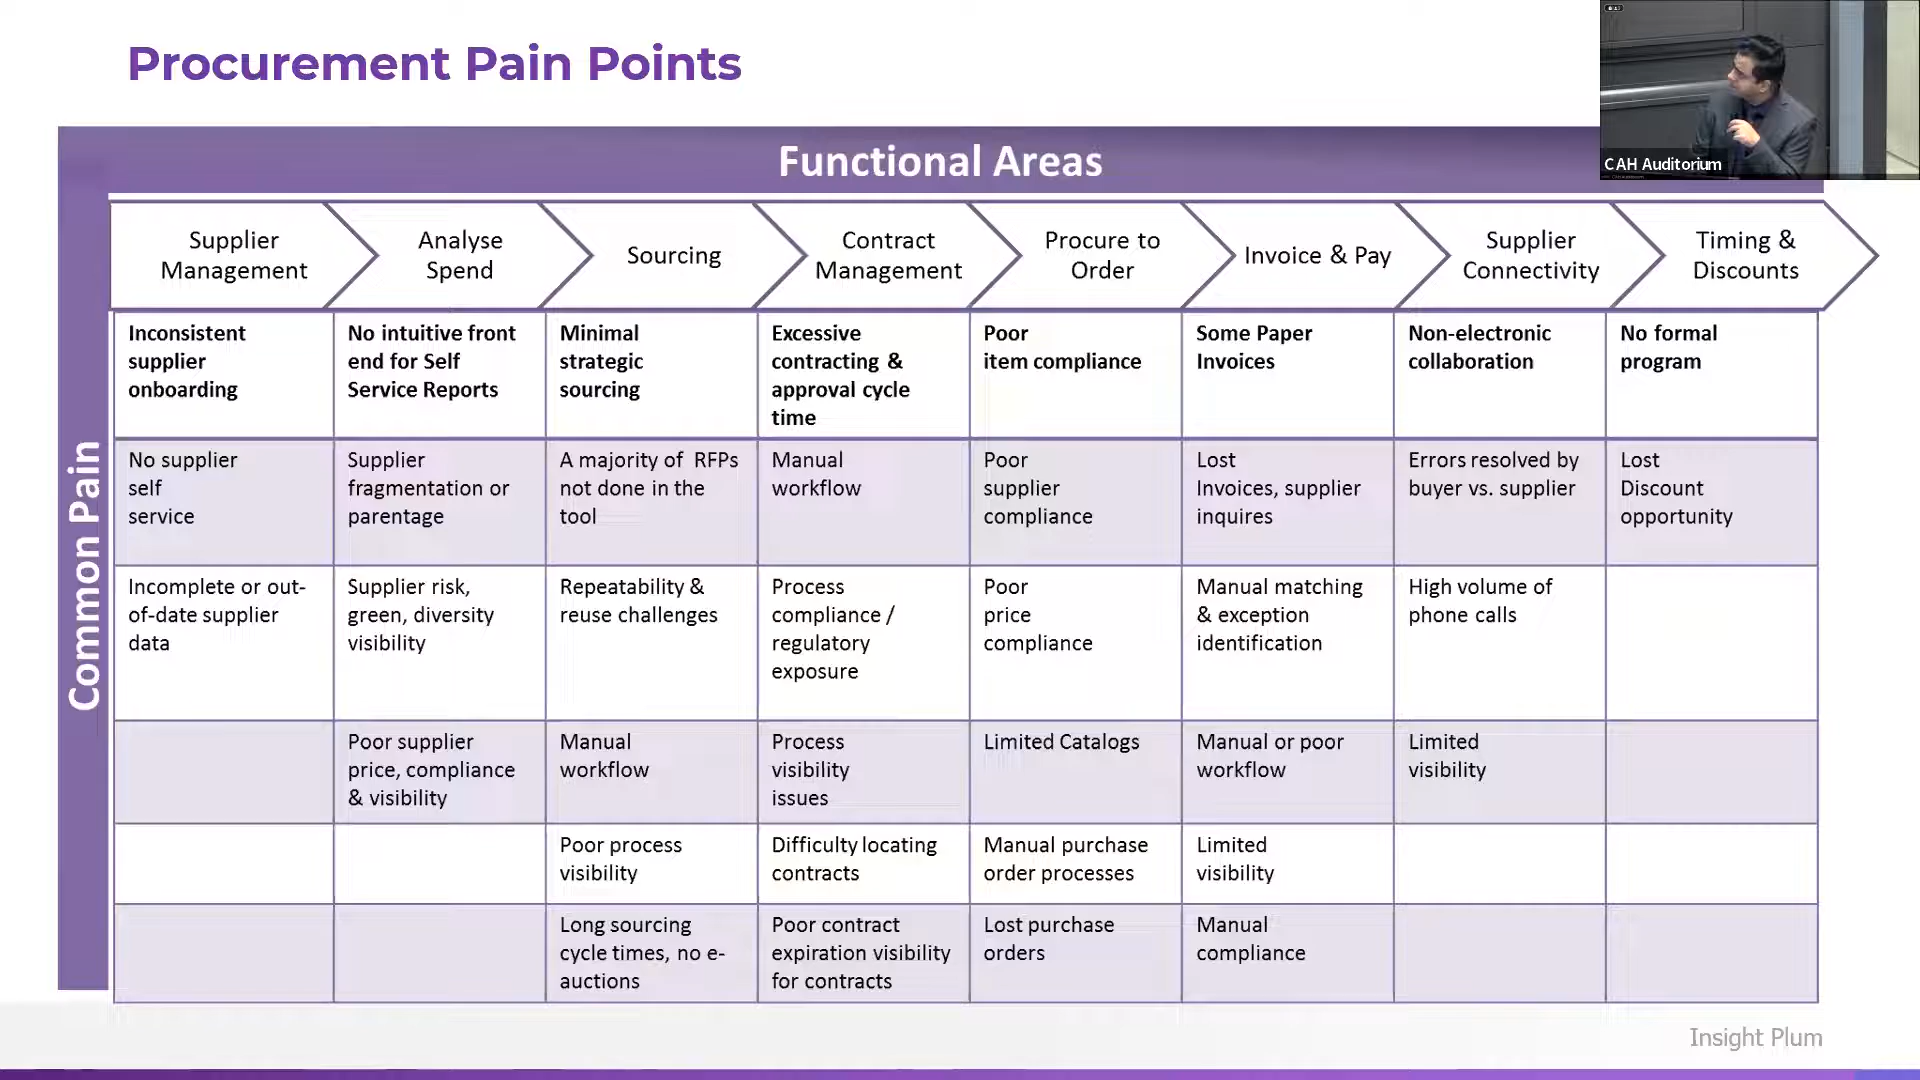 Procurement Pain Points
CAH Auditorium
Functional Areas
Common Pain
Supplier
Management
Analyse
Spend
Sourcing
Contract
Management
Procure to
Order
Invoice & Pay
Supplier
Connectivity
Timing &
Discounts
Inconsistent
supplier
onboarding
No intuitive front
end for Self
Service Reports
Minimal
strategic
sourcing
Excessive
contracting &
approval cycle
time
Poor
item compliance
Some Paper
Invoices
Non-electronic
collaboration
No formal
program
No supplier
self
service
Supplier
fragmentation or
parentage
A majority of RFPs
not done in the
tool
Manual
workflow
Poor
supplier
compliance
Lost
Invoices, supplier
inquires
Errors resolved by
buyer vs. supplier
Lost
Discount
opportunity
Incomplete or out-
of-date supplier
data
Supplier risk,
green, diversity
visibility
Repeatability &
reuse challenges
Process
compliance /
regulatory
exposure
Poor
price
compliance
Manual matching
& exception
identification
High volume of
phone calls
Poor supplier
price, compliance
& visibility
Manual
workflow
Process
visibility
issues
Limited Catalogs
Manual or poor
workflow
Limited
visibility
Poor process
visibility
Difficulty locating
contracts
Manual purchase
order processes
Limited
visibility
Long sourcing
cycle times, no e-
auctions
Poor contract
expiration visibility
for contracts
Lost purchase
orders
Manual
compliance
Insight Plum